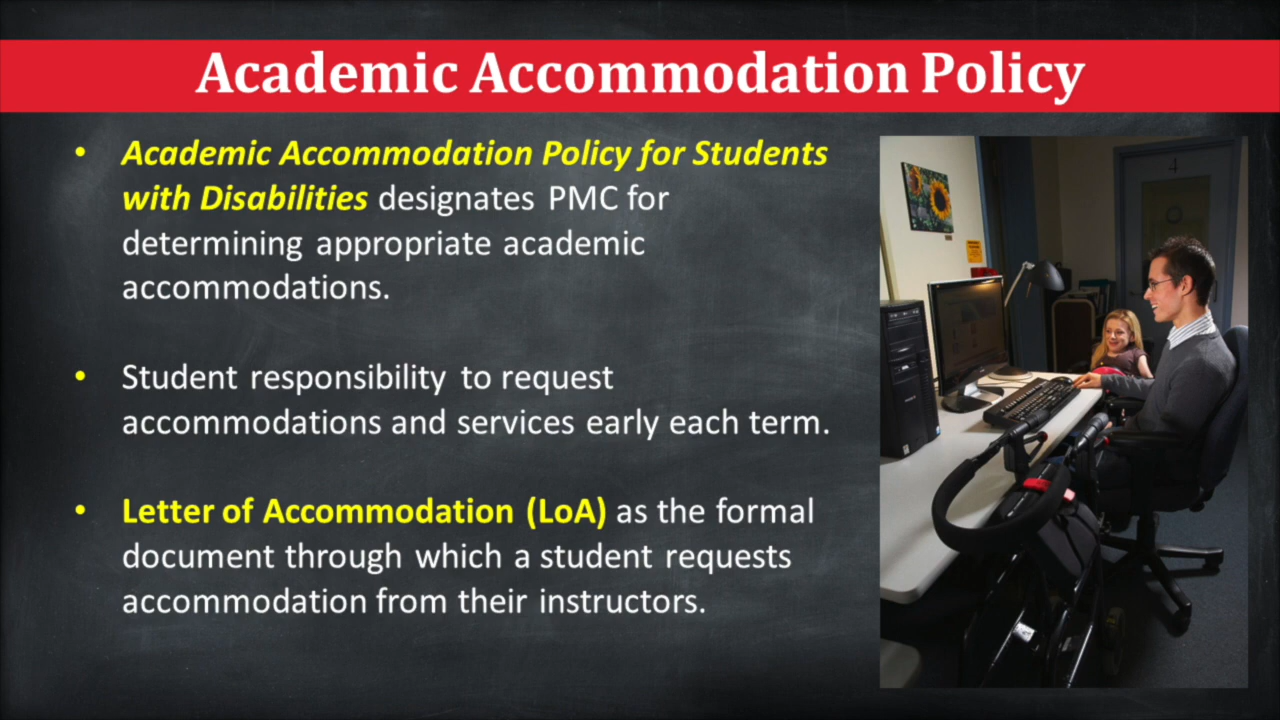 Academic Accommodation Policy
• Academic Accommodation Policy for Students
with Disabilities designates PMC for
determining appropriate academic
accommodations.
• Student responsibility to request
accommodations and services early each term.
• Letter of Accommodation (LoA) as the formal
document through which a student requests
accommodation from their instructors.
4